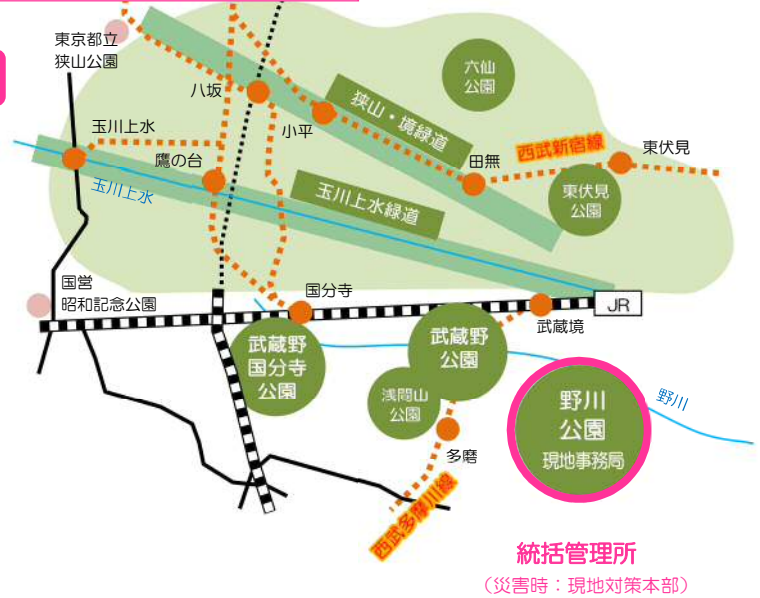 東京都立
狭山公園
八坂
六仙
公園
狭山・境緑道
小平
玉川上水
鷹の台
田無
西武新宿線
東伏見
東伏見
公園
玉川上水
玉川上水緑道
国営
昭和記念公園
国分寺
JR
武蔵境
武蔵野
国分寺
公園
武蔵野
公園
浅間山
公園
野川
公園
現地事務局
野川
多磨
西武多摩川線
統括管理所
（災害時：現地対策本部）